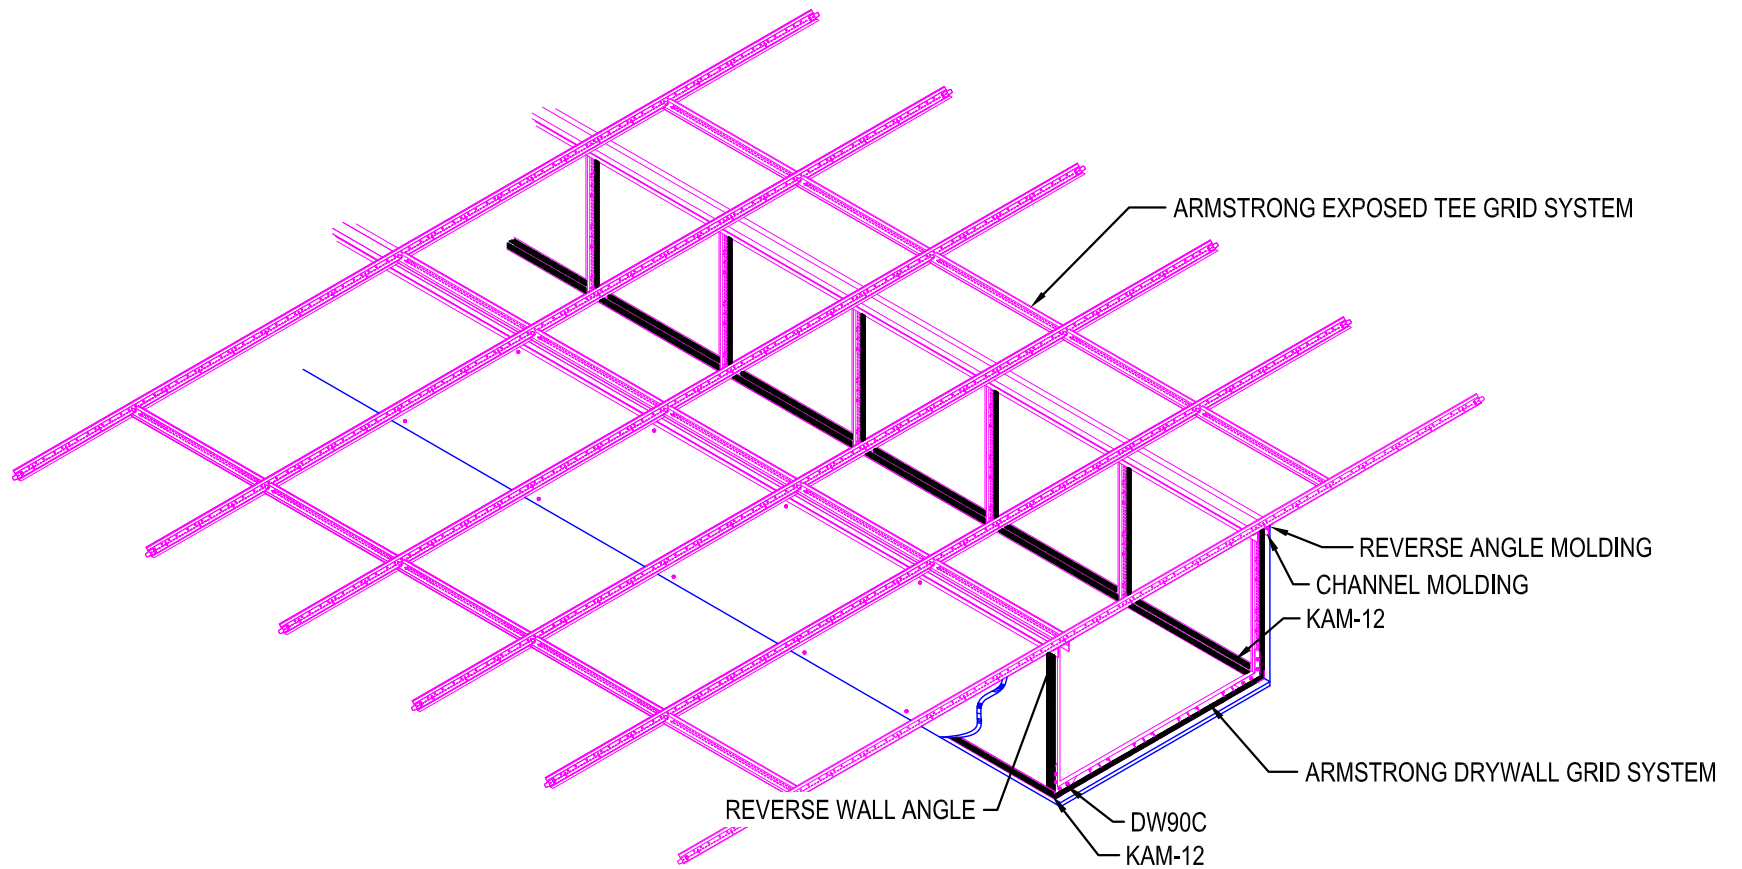 ARMSTRONG EXPOSED TEE GRID SYSTEM
REVERSE ANGLE MOLDING
CHANNEL MOLDING
KAM-12
ARMSTRONG DRYWALL GRID SYSTEM
REVERSE WALL ANGLE
DW90C
KAM-12